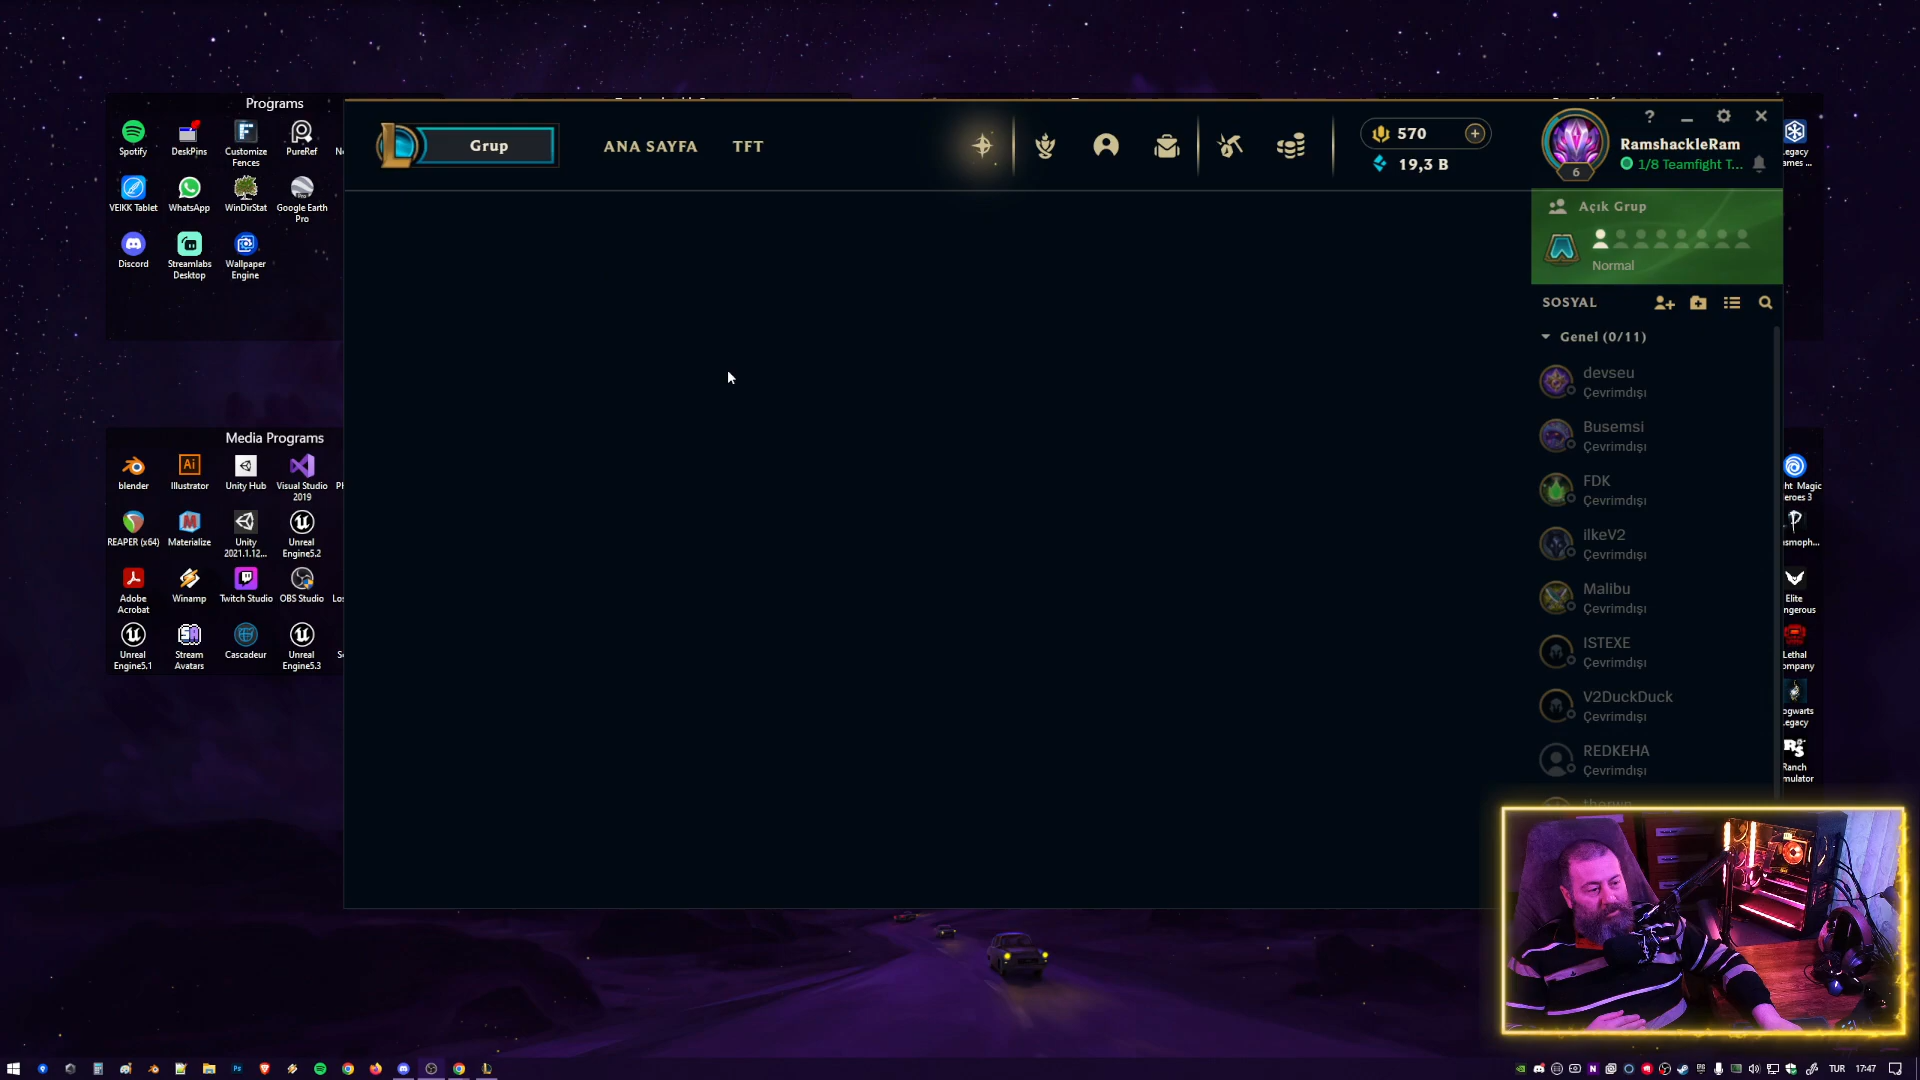 Programs
Spotify
DeskPins
Customize Fences
PureRef
VEIKK Tablet
WhatsApp
WinDirStat
Google Earth Pro
Discord
Streamlabs Desktop
Wallpaper Engine
Media Programs
blender
Illustrator
Unity Hub
Visual Studio 2019
REAPER (x64)
Materialize
Unity 2021.1.12...
Unreal Engine5.2
Adobe Acrobat
Winamp
Twitch Studio
OBS Studio
Unreal Engine5.1
Stream Avatars
Cascadeur
Unreal Engine5.3
Grup
ANA SAYFA
TFT
570
19,3 B
6
RamshackleRam
1/8 Teamfight T...
Açık Grup
Normal
SOSYAL
Genel (0/11)
devseu
Çevrimdışı
Busemsi
Çevrimdışı
FDK
Çevrimdışı
ilkeV2
Çevrimdışı
Malibu
Çevrimdışı
ISTEXE
Çevrimdışı
V2DuckDuck
Çevrimdışı
REDKEHA
Çevrimdışı
Elite
Lethal
TUR
17:47